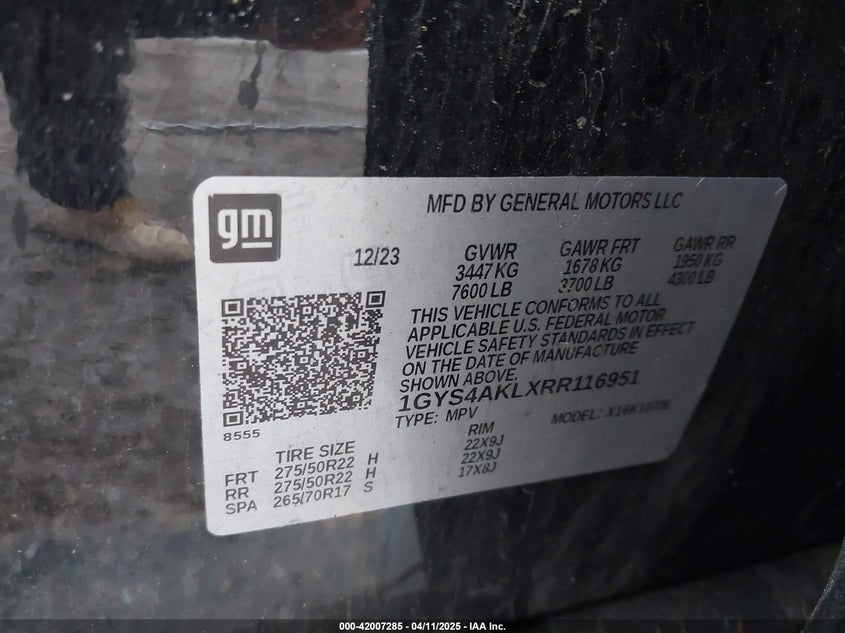 gm
MFD BY GENERAL MOTORS LLC
12/23
GVWR GAWR FRT GAWR RR
3447 KG 1678 KG 1950 KG
7600 LB 3700 LB 4300 LB
THIS VEHICLE CONFORMS TO ALL
APPLICABLE U.S. FEDERAL MOTOR
VEHICLE SAFETY STANDARDS IN EFFECT
ON THE DATE OF MANUFACTURE
SHOWN ABOVE.
1GYS4AKLXRR116951
TYPE: MPV MODEL: X16K10706
8555
TIRE SIZE RIM
FRT 275/50R22 H 22X9J
RR 275/50R22 H 22X9J
SPA 265/70R17 S 17X8J
000-42007285 - 04/11/2025 - IAA Inc.